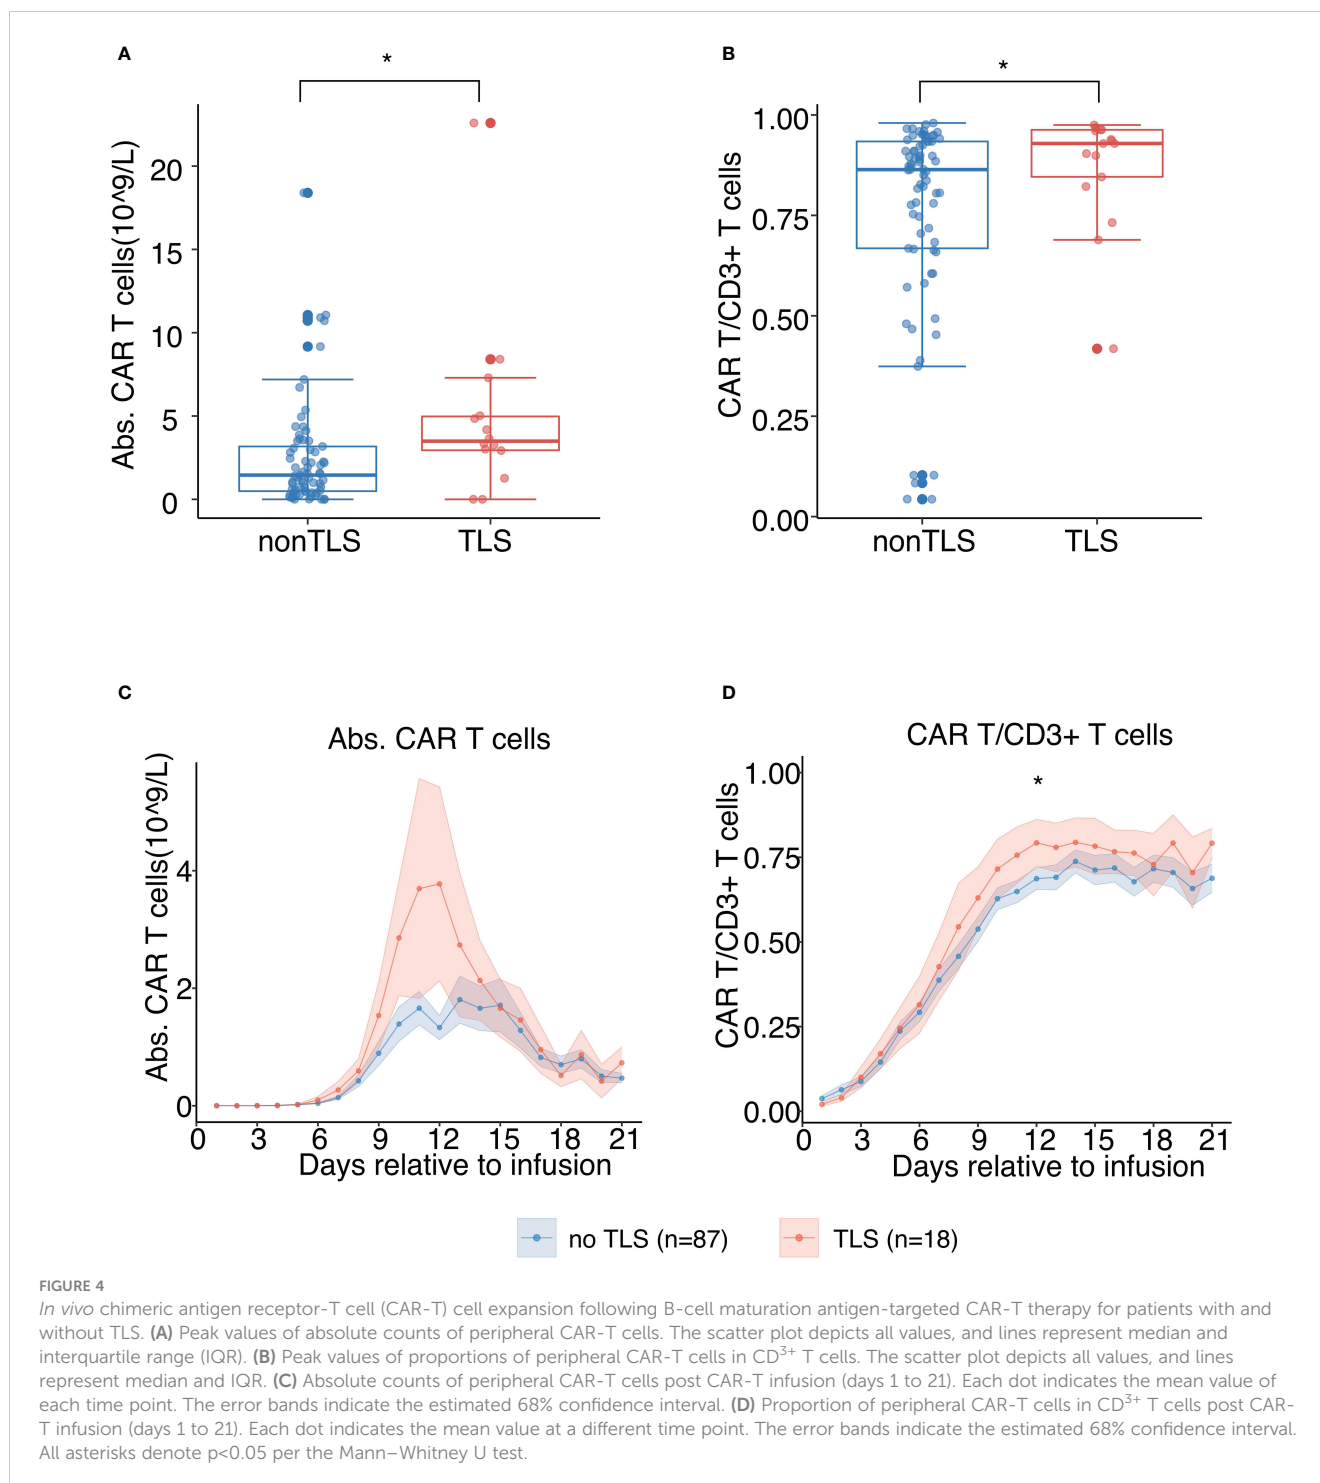 A
*
Abs. CAR T cells(10^9/L)
20
15
10
5
0
nonTLS
TLS
B
*
CAR T/CD3+ T cells
1.00
0.75
0.50
0.25
0.00
nonTLS
TLS
C
Abs. CAR T cells
Abs. CAR T cells(10^9/L)
4
2
0
0 3 6 9 12 15 18 21
Days relative to infusion
D
CAR T/CD3+ T cells
*
CAR T/CD3+ T cells
1.00
0.75
0.50
0.25
0.00
0 3 6 9 12 15 18 21
Days relative to infusion
no TLS (n=87)
TLS (n=18)
FIGURE 4
In vivo chimeric antigen receptor-T cell (CAR-T) cell expansion following B-cell maturation antigen-targeted CAR-T therapy for patients with and
without TLS. (A) Peak values of absolute counts of peripheral CAR-T cells. The scatter plot depicts all values, and lines represent median and
interquartile range (IQR). (B) Peak values of proportions of peripheral CAR-T cells in CD3+ T cells. The scatter plot depicts all values, and lines
represent median and IQR. (C) Absolute counts of peripheral CAR-T cells post CAR-T infusion (days 1 to 21). Each dot indicates the mean value of
each time point. The error bands indicate the estimated 68% confidence interval. (D) Proportion of peripheral CAR-T cells in CD3+ T cells post CAR-
T infusion (days 1 to 21). Each dot indicates the mean value at a different time point. The error bands indicate the estimated 68% confidence interval.
All asterisks denote p<0.05 per the Mann–Whitney U test.